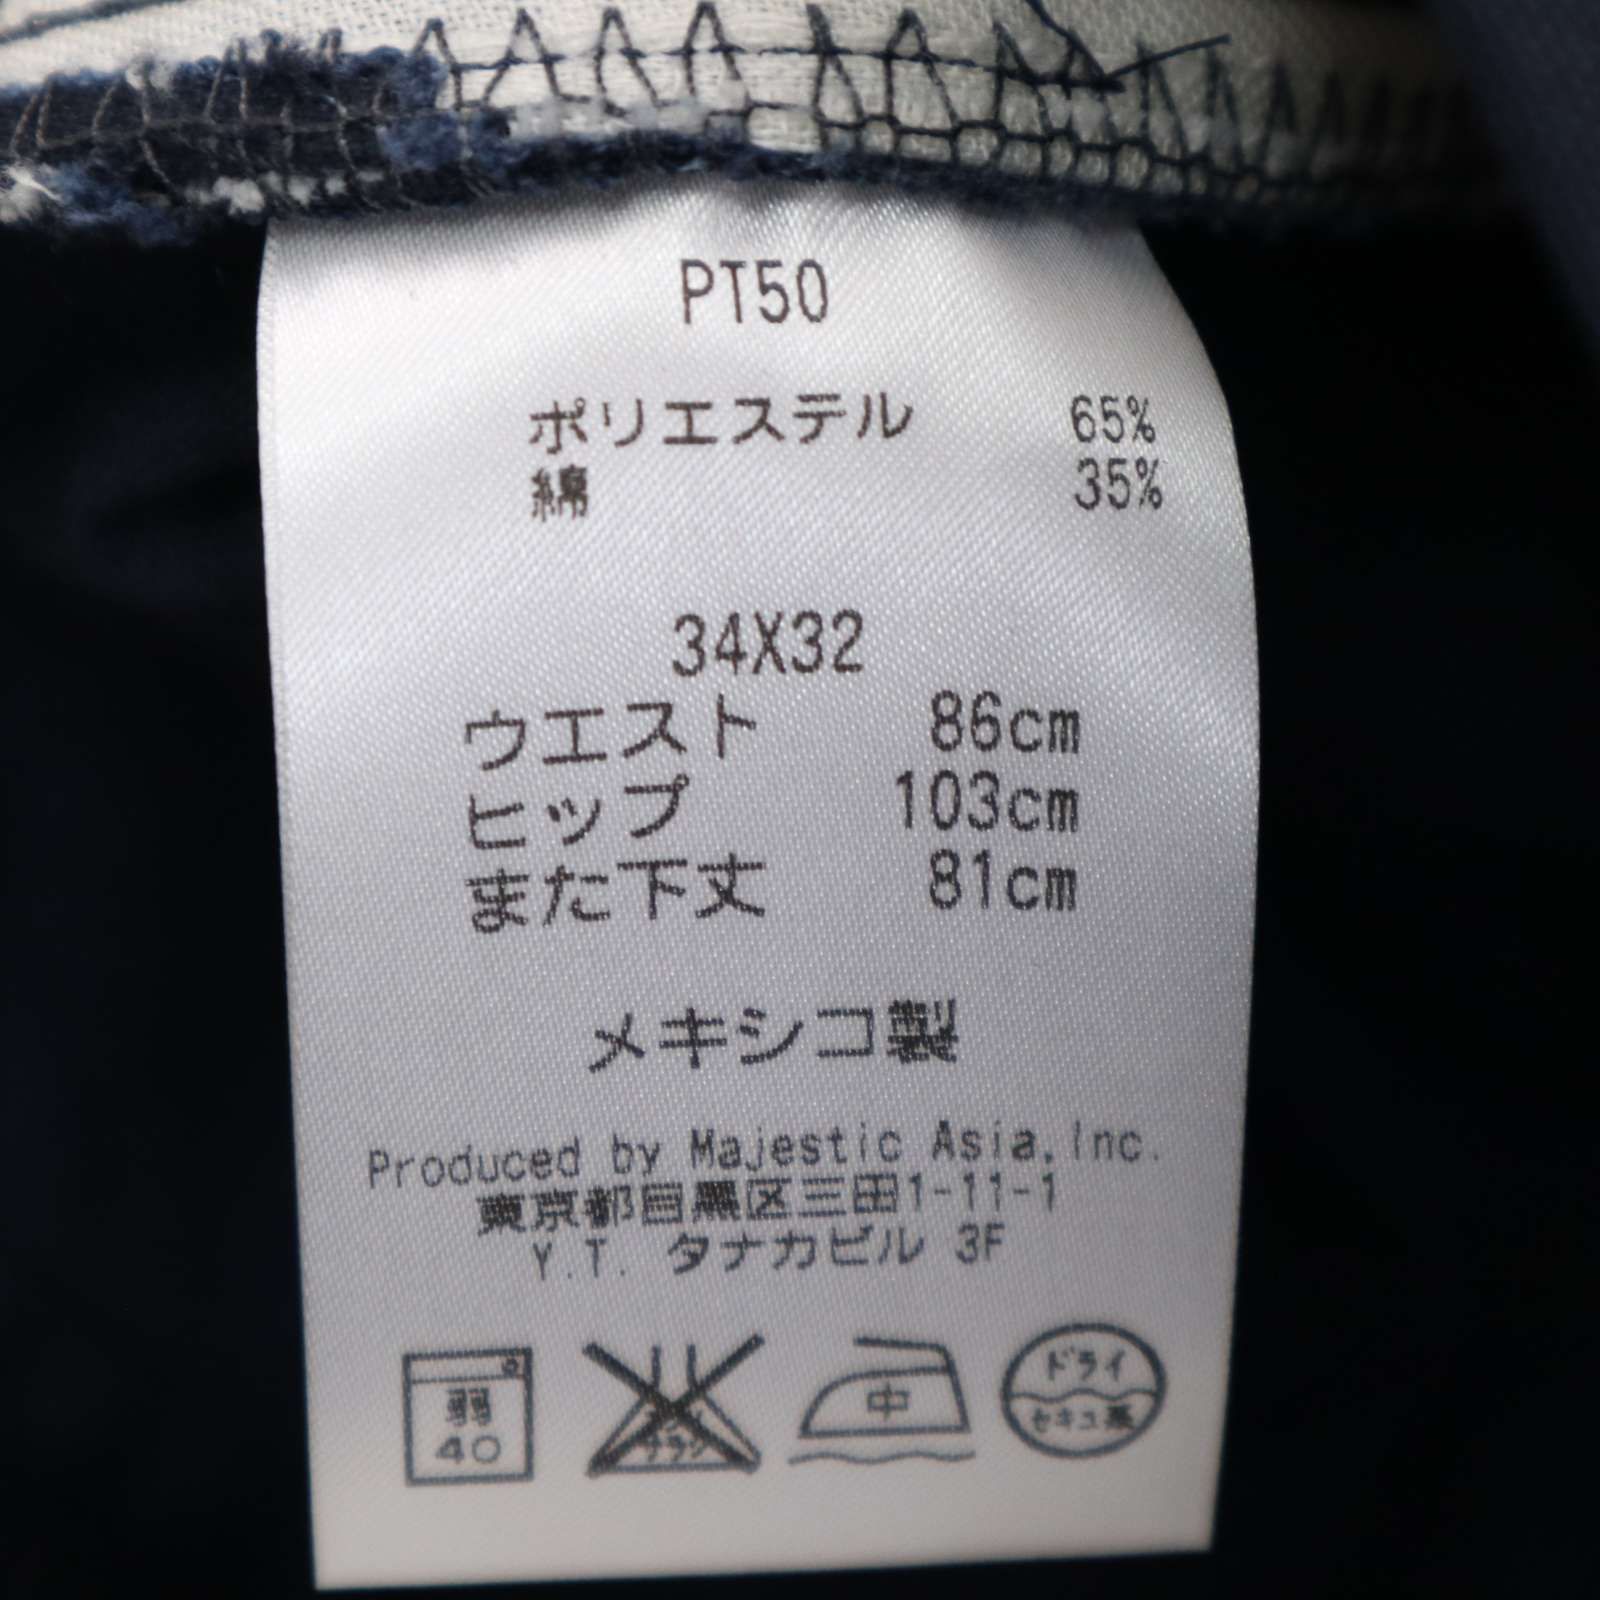 PT50
ポリエステル 65%
綿 35%
34X32
ウエスト 86cm
ヒップ 103cm
また下丈 81cm
メキシコ製
Produced by Majestic Asia,Inc.
東京都目黒区三田1-11-1
Y.T. タナカビル 3F
弱
40
サラシ
中
ドライ
セキユ系